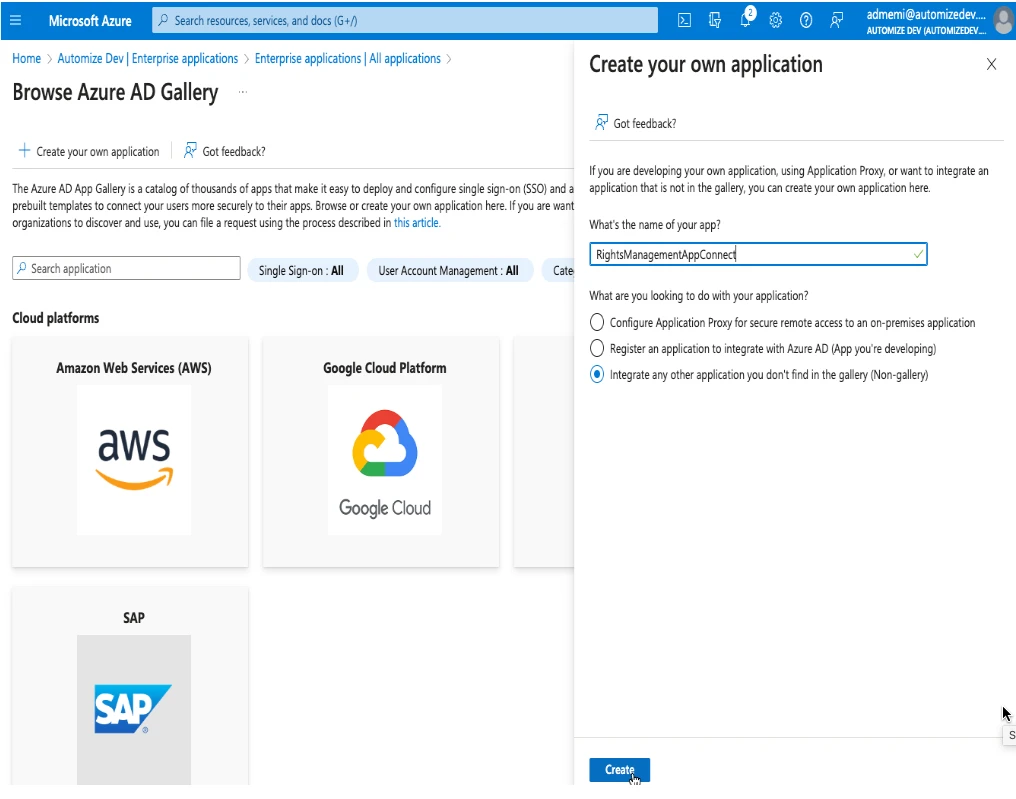 Microsoft Azure
Search resources, services, and docs (G+/)
2
admemi@automizedev....
AUTOMIZE DEV (AUTOMIZEDEV....
Home > Automize Dev | Enterprise applications > Enterprise applications | All applications >
Browse Azure AD Gallery ...
Create your own application
Got feedback?
The Azure AD App Gallery is a catalog of thousands of apps that make it easy to deploy and configure single sign-on (SSO) and a
prebuilt templates to connect your users more securely to their apps. Browse or create your own application here. If you are want
organizations to discover and use, you can file a request using the process described in this article.
Search application
Single Sign-on : All
User Account Management : All
Cate
Cloud platforms
Amazon Web Services (AWS)
aws
Google Cloud Platform
Google Cloud
SAP
SAP
Create your own application
Got feedback?
If you are developing your own application, using Application Proxy, or want to integrate an
application that is not in the gallery, you can create your own application here.
What's the name of your app?
RightsManagementAppConnect
What are you looking to do with your application?
Configure Application Proxy for secure remote access to an on-premises application
Register an application to integrate with Azure AD (App you're developing)
Integrate any other application you don't find in the gallery (Non-gallery)
S
Create